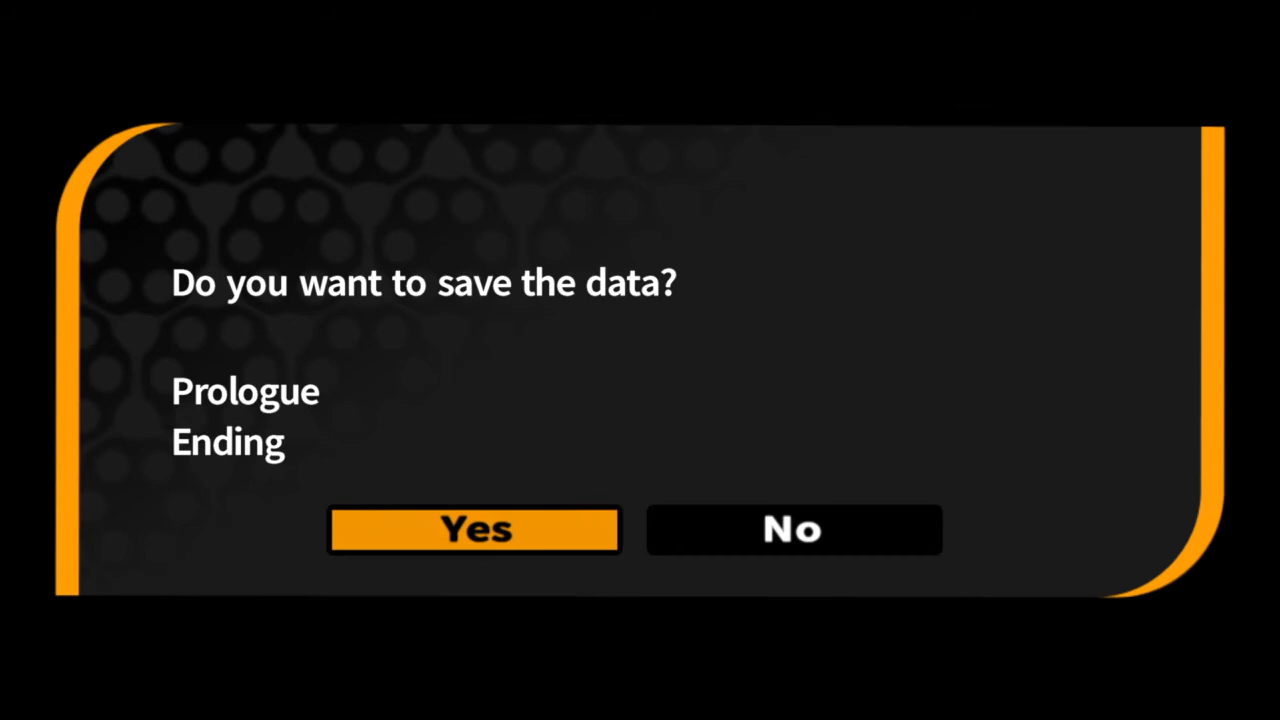 Do you want to save the data?
Prologue
Ending
Yes
No